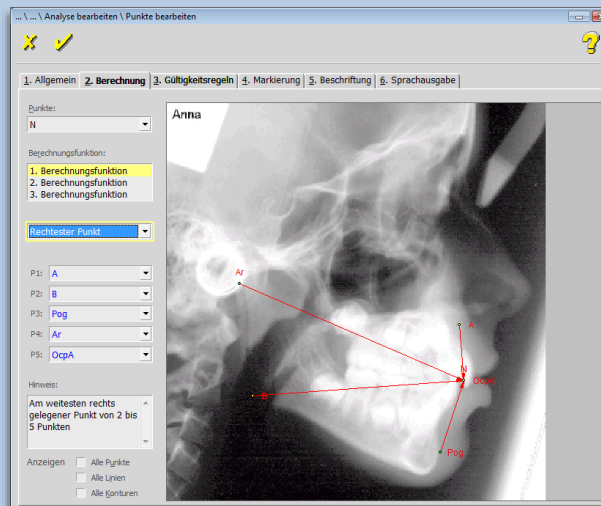 ... \ ... \ Analyse bearbeiten \ Punkte bearbeiten
1. Allgemein
2. Berechnung
3. Gültigkeitsregeln
4. Markierung
5. Beschriftung
6. Sprachausgabe
Punkte:
N
Berechnungsfunktion:
1. Berechnungsfunktion
2. Berechnungsfunktion
3. Berechnungsfunktion
Rechtester Punkt
P1: A
P2: B
P3: Pog
P4: Ar
P5: OcpA
Hinweis:
Am weitesten rechts
gelegener Punkt von 2 bis
5 Punkten
Anzeigen
Alle Punkte
Alle Linien
Alle Konturen
Anna
Ar
A
N
OcpA
B
Pog